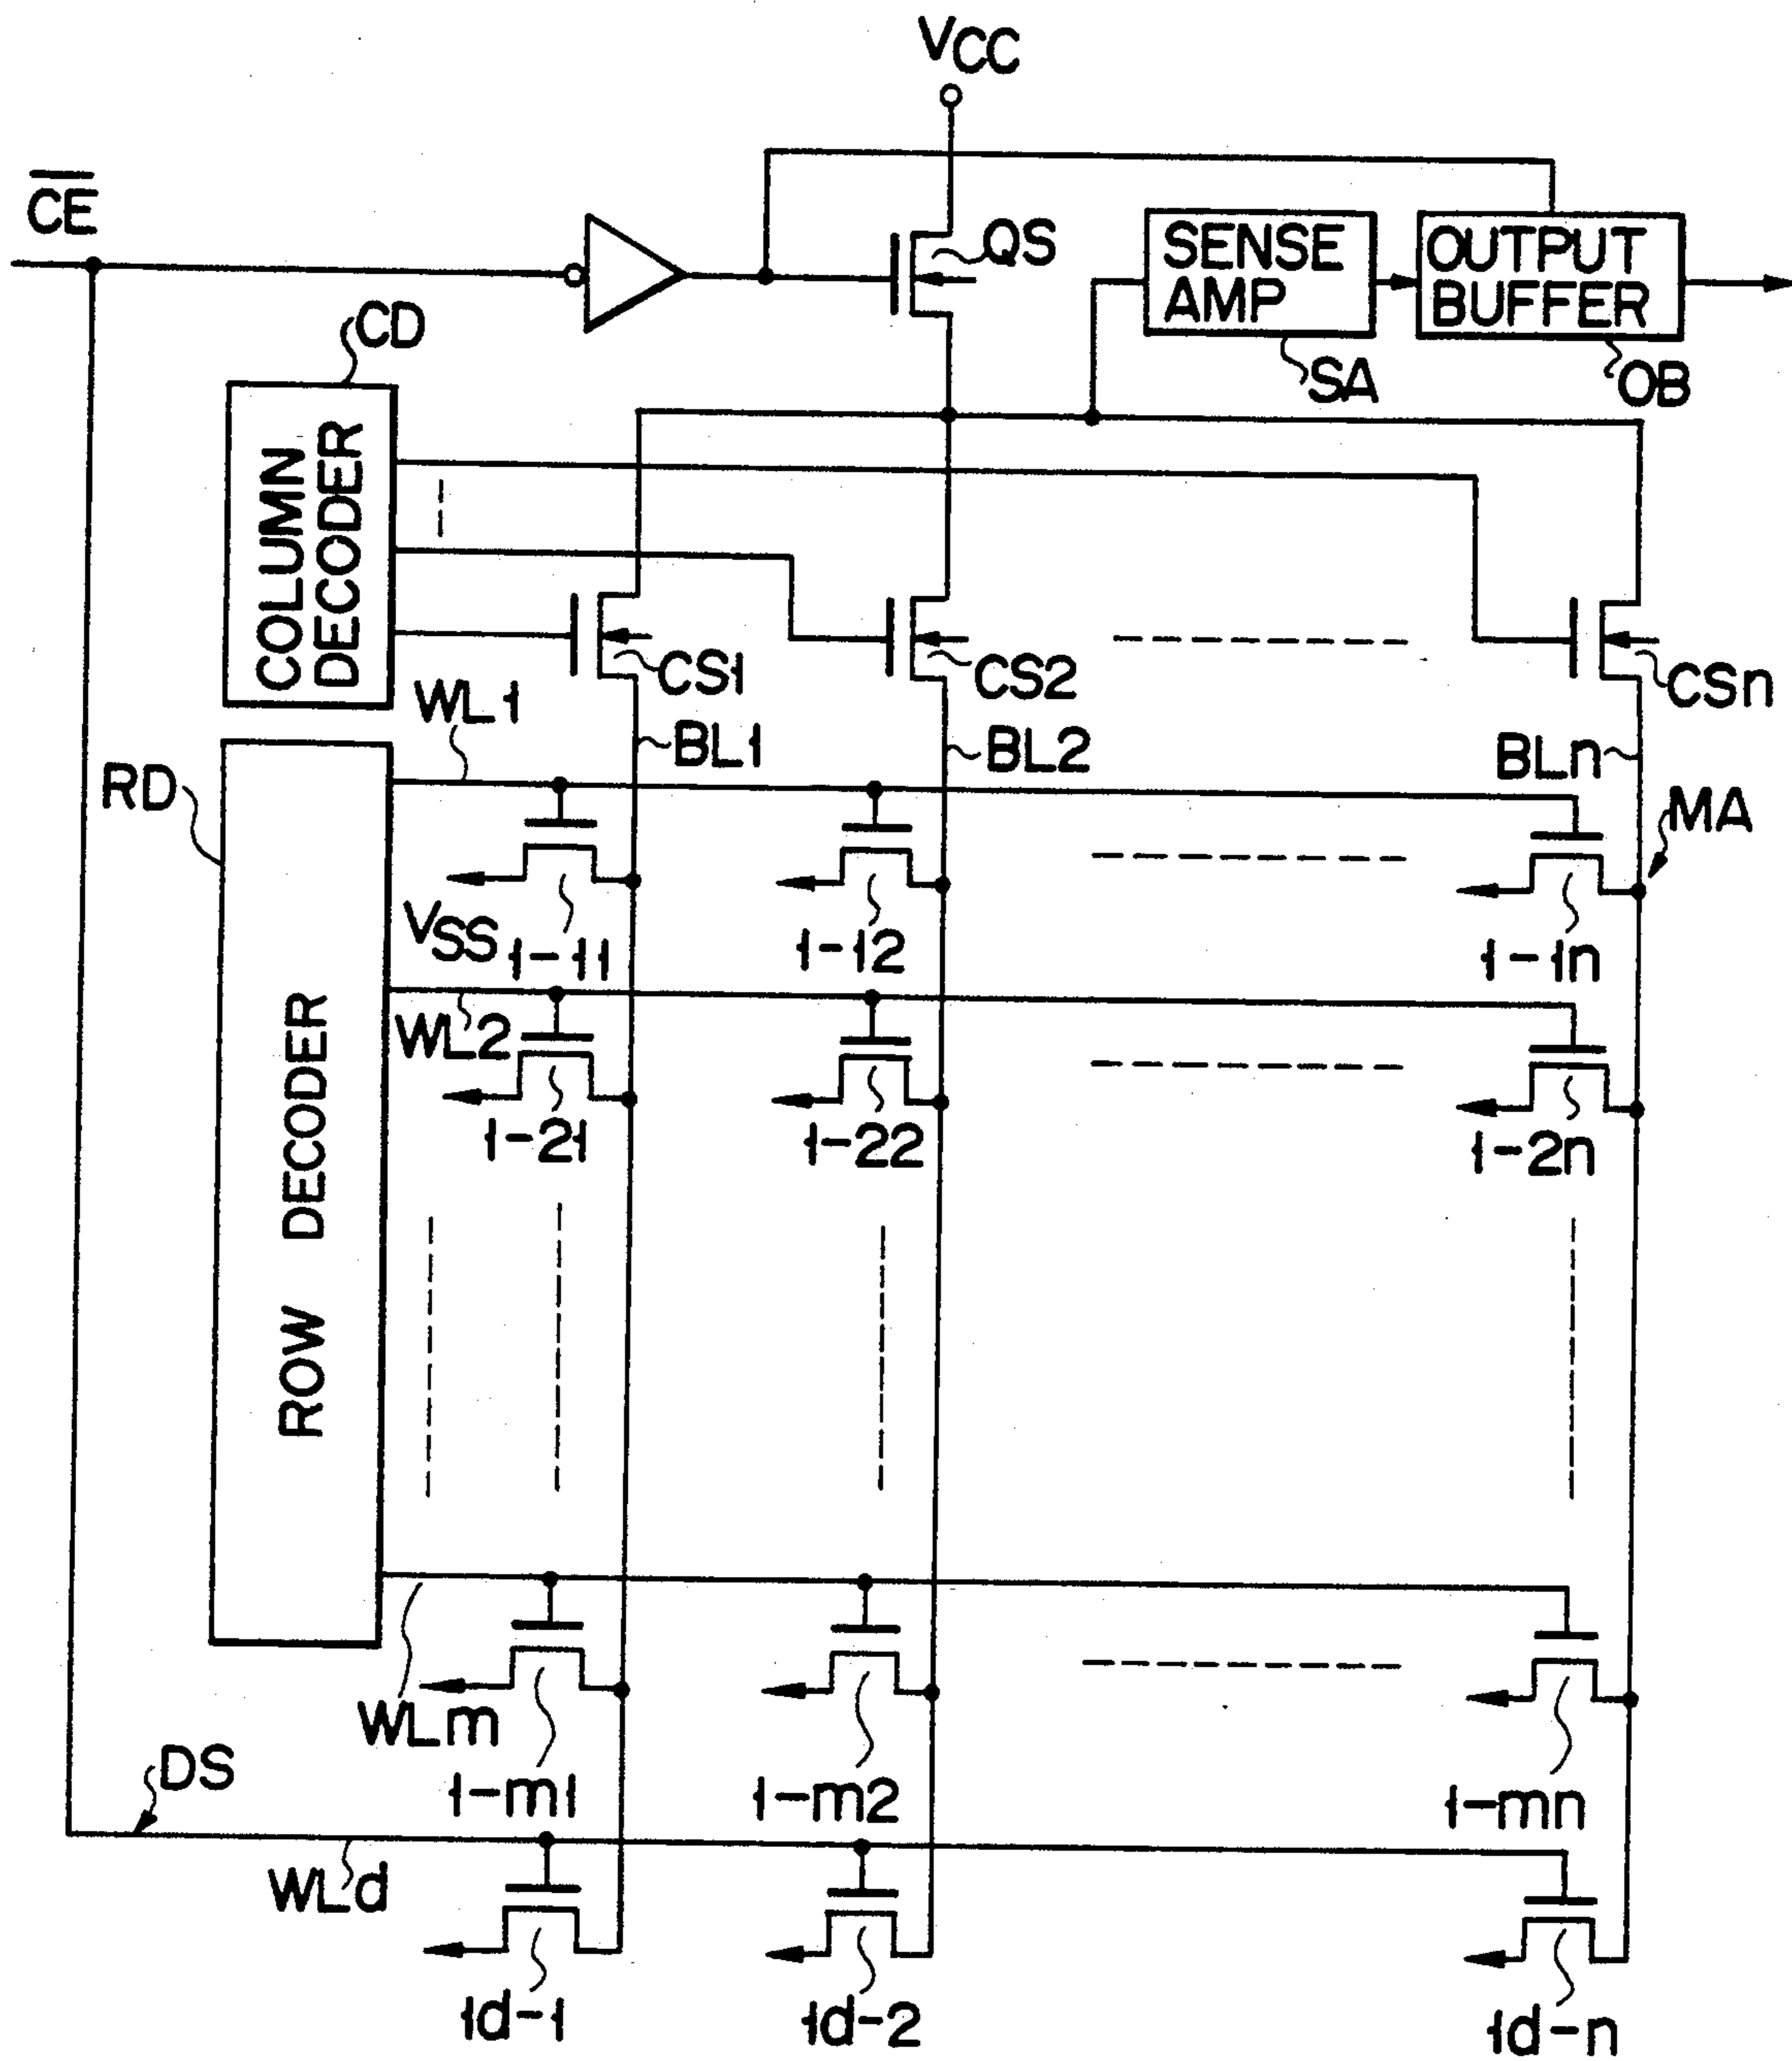 VCC
CE
QS
SENSE
AMP
OUTPUT
BUFFER
CD
SA
OB
COLUMN
DECODER
CS1
CS2
CSn
WL1
BL1
BL2
BLn
RD
MA
VSS
1-11
1-12
1-1n
WL2
1-21
1-22
1-2n
ROW DECODER
WLm
1-m1
1-m2
1-mn
DS
WLd
1d-1
1d-2
1d-n